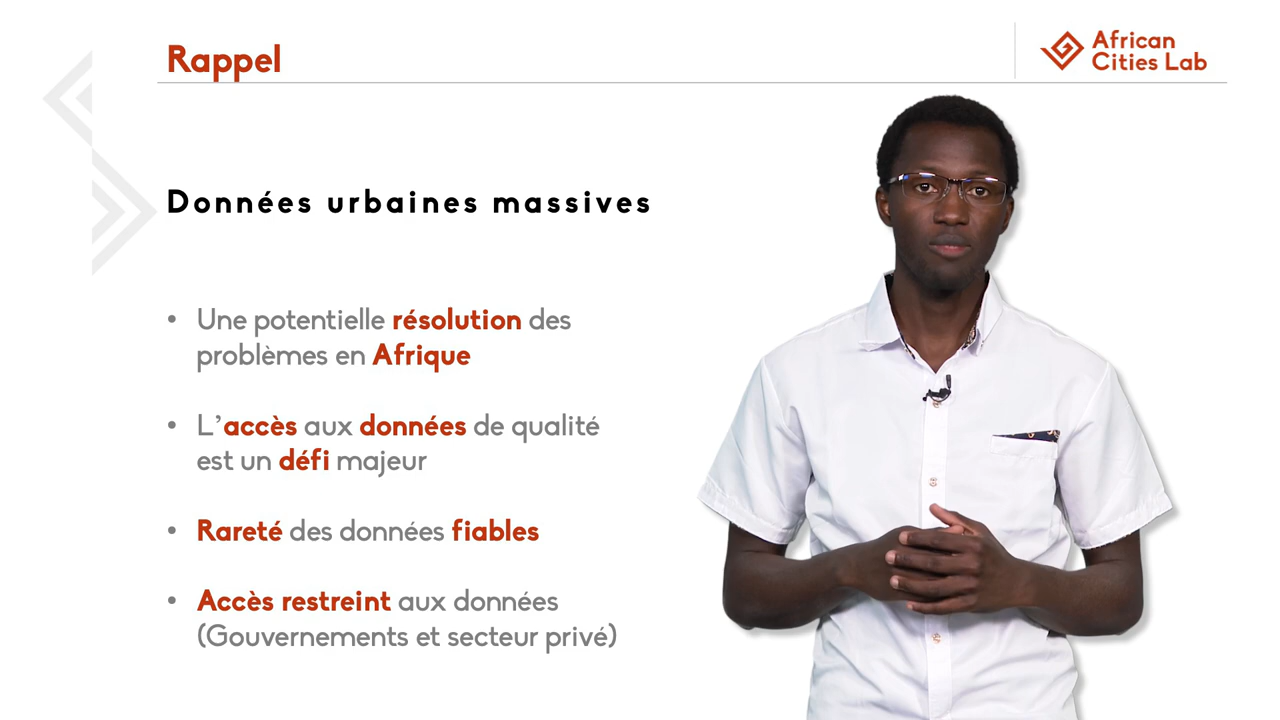 Rappel
African
Cities Lab
Données urbaines massives
• Une potentielle résolution des
problèmes en Afrique
• L’accès aux données de qualité
est un défi majeur
• Rareté des données fiables
• Accès restreint aux données
(Gouvernements et secteur privé)